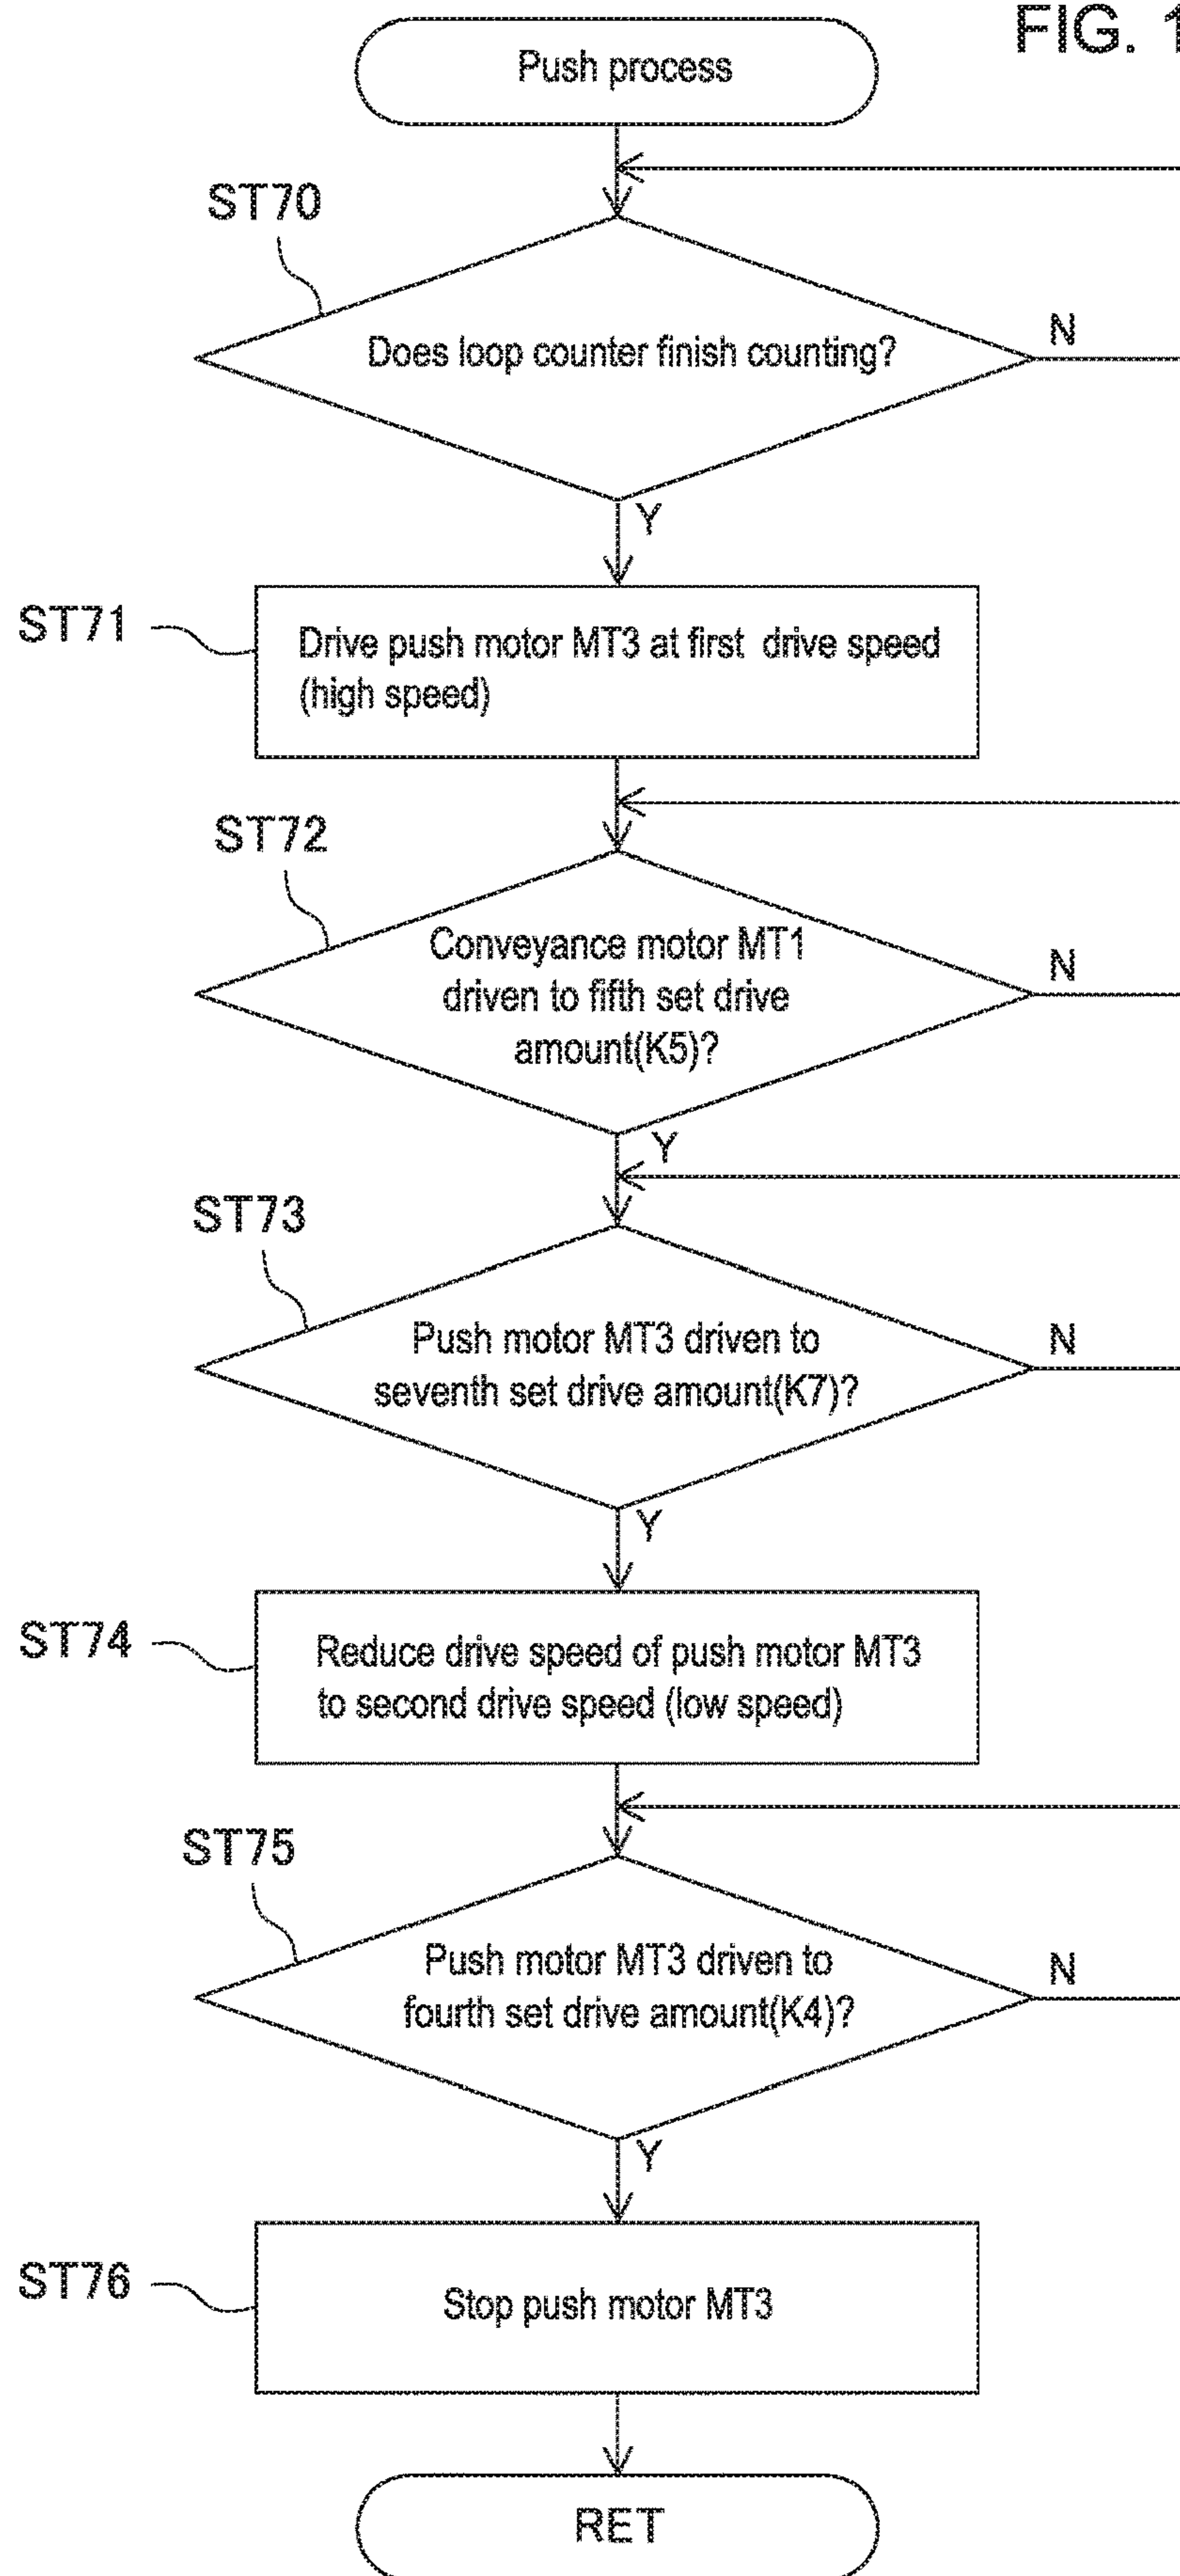 FIG. 1
Push process
ST70
Does loop counter finish counting?
N
Y
ST71
Drive push motor MT3 at first drive speed
(high speed)
ST72
Conveyance motor MT1
driven to fifth set drive
amount(K5)?
N
Y
ST73
Push motor MT3 driven to
seventh set drive amount(K7)?
N
Y
ST74
Reduce drive speed of push motor MT3
to second drive speed (low speed)
ST75
Push motor MT3 driven to
fourth set drive amount(K4)?
N
Y
ST76
Stop push motor MT3
RET